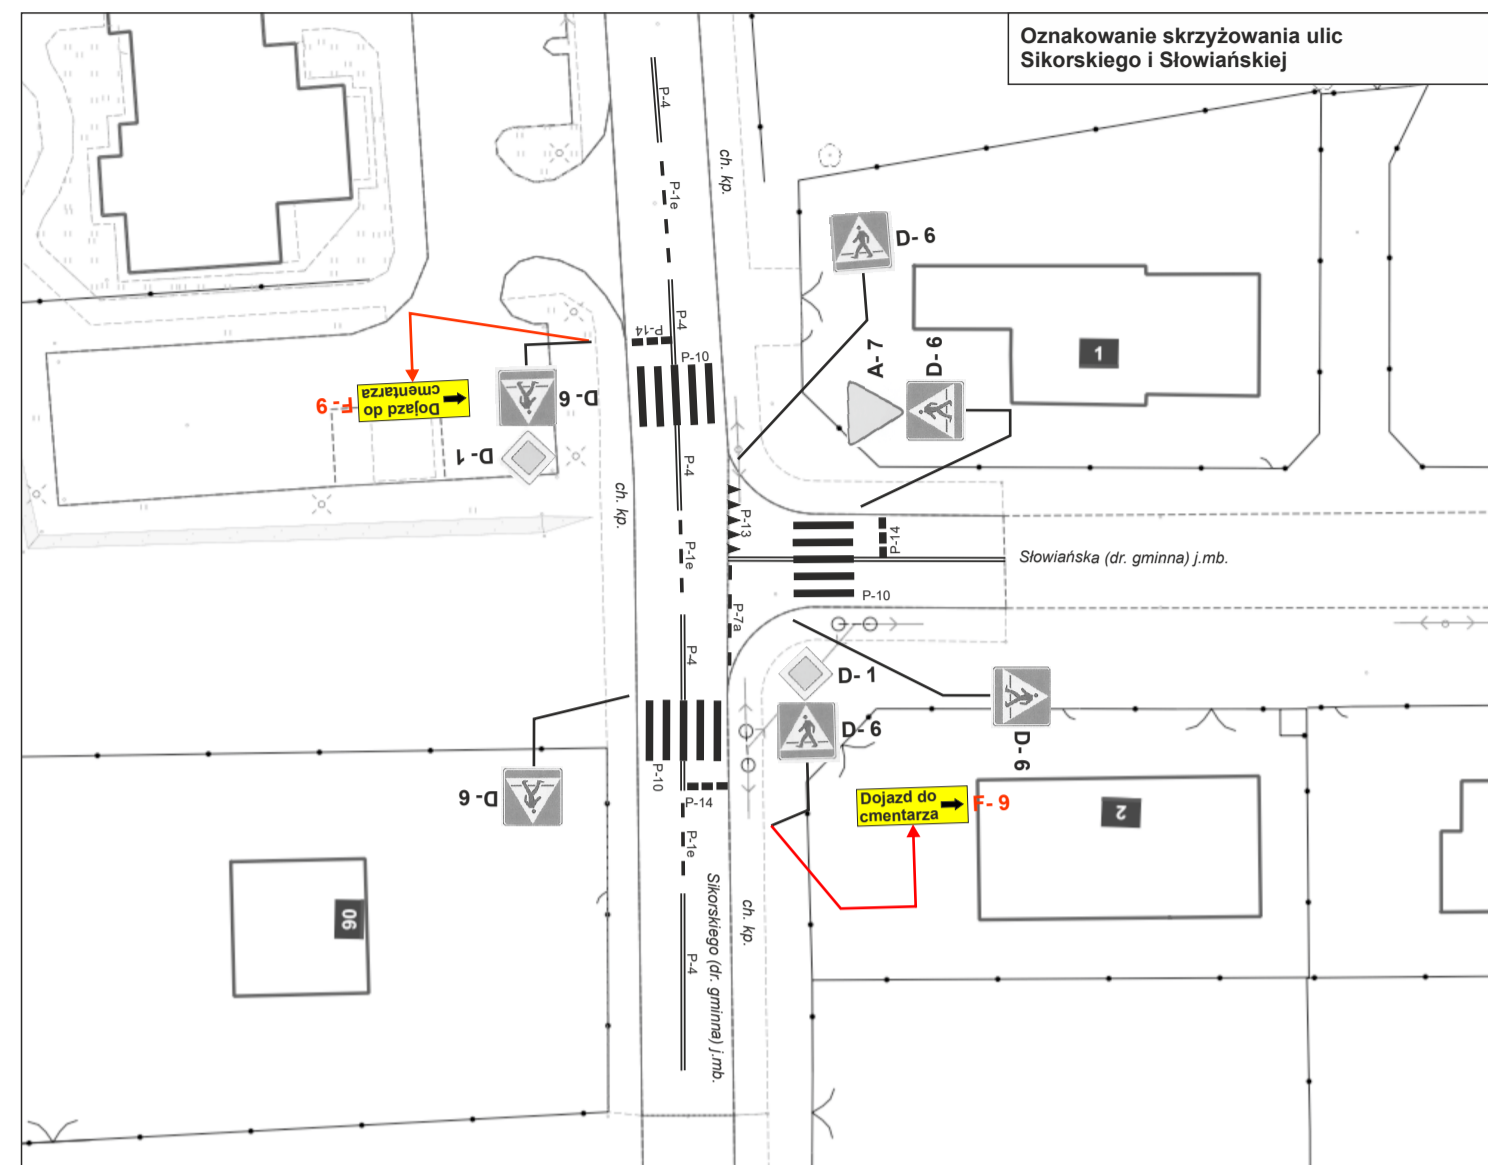 Oznakowanie skrzyżowania ulic
Sikorskiego i Słowiańskiej
P-4
ch. kp.
P-1e
D- 6
P-4
P-14
P-10
A- 7
D- 6
1
F - 9
Dojazd do
cmentarza
D- 6
D- 1
P-4
ch. kp.
P-13
P-14
P-1e
Słowiańska (dr. gminna) j.mb.
P-10
P-7a
P-4
D- 1
D- 6
D- 6
P-10
D- 6
P-14
Dojazd do
cmentarza
F- 9
2
P-1e
Sikorskiego (dr. gminna) j.mb.
ch. kp.
90
P-4